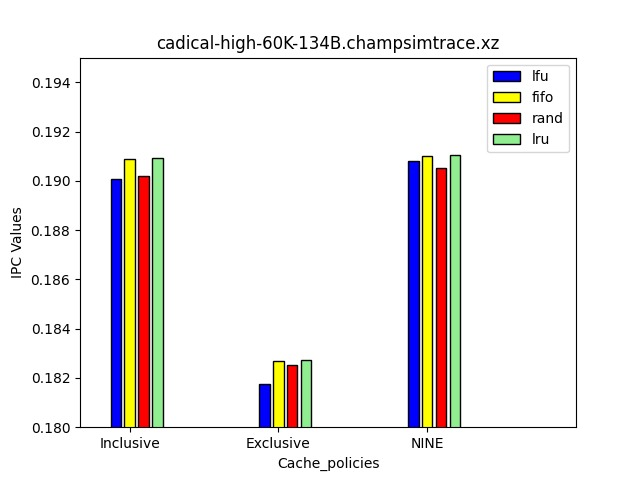 cadical-high-60K-134B.champsimtrace.xz
lfu
fifo
rand
lru
0.194
0.192
0.190
0.188
0.186
0.184
0.182
0.180
IPC Values
Inclusive Exclusive NINE
Cache_policies